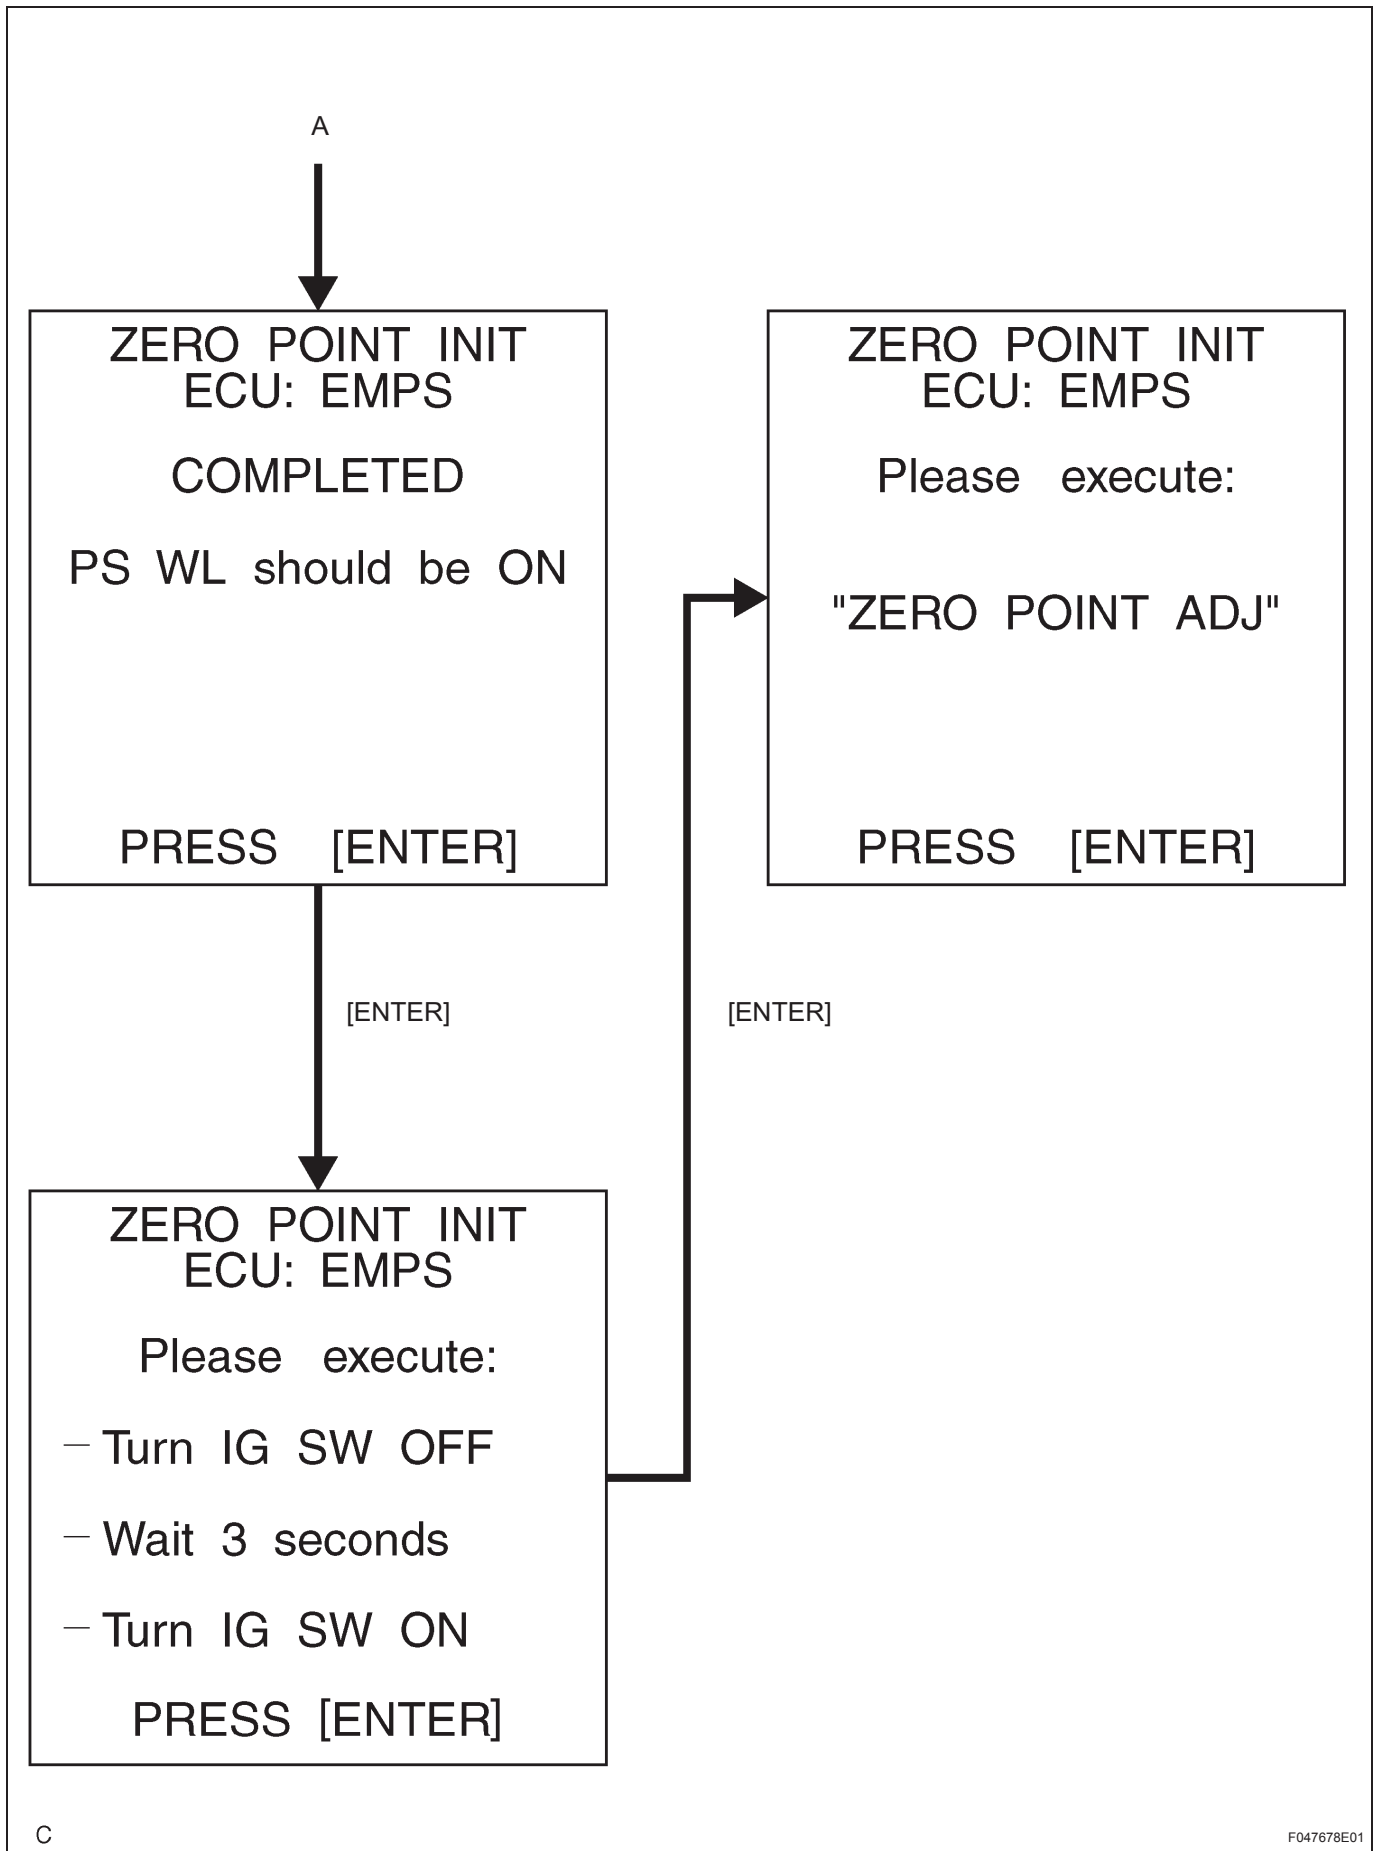 A
ZERO POINT INIT
ECU: EMPS
COMPLETED
PS WL should be ON
PRESS [ENTER]
[ENTER]
ZERO POINT INIT
ECU: EMPS
Please execute:
- Turn IG SW OFF
- Wait 3 seconds
- Turn IG SW ON
PRESS [ENTER]
[ENTER]
ZERO POINT INIT
ECU: EMPS
Please execute:
"ZERO POINT ADJ"
PRESS [ENTER]
C
F047678E01